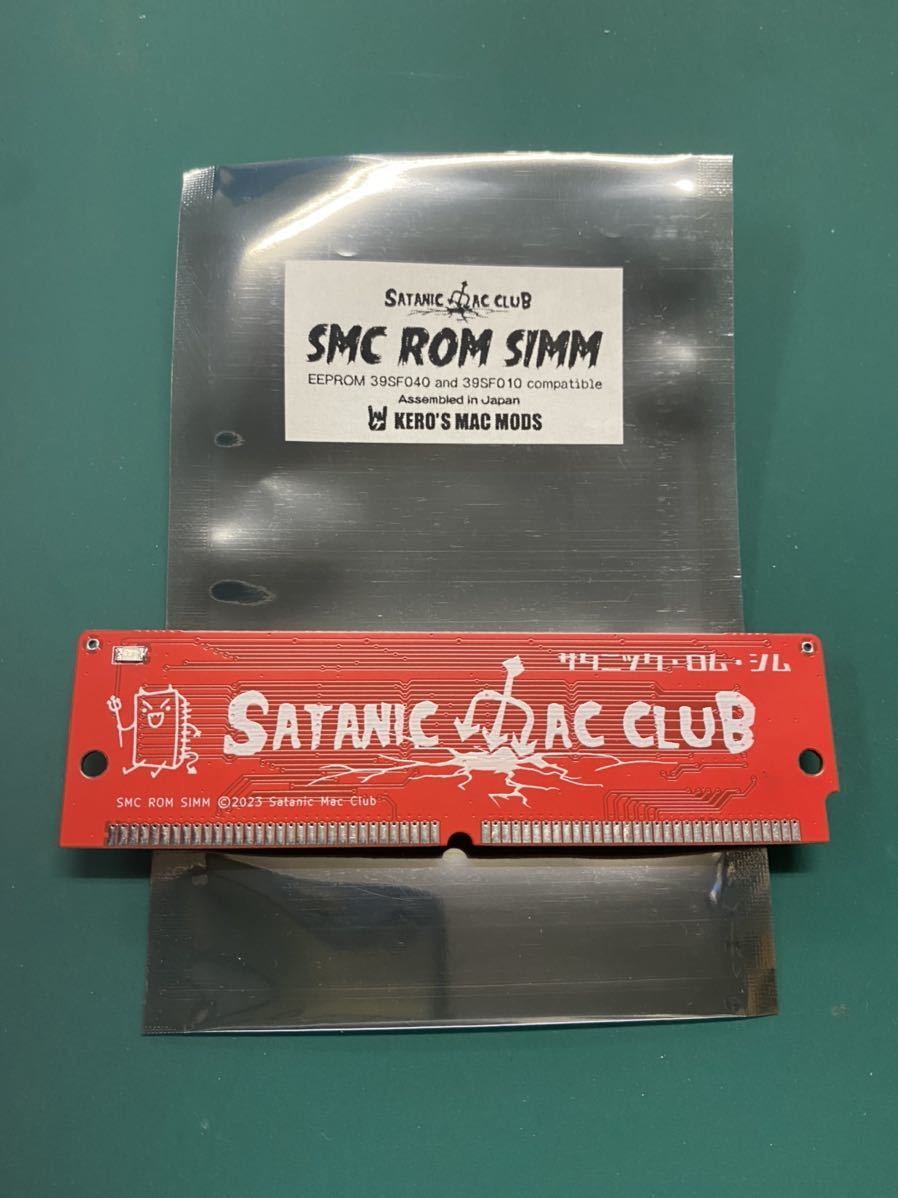 SATANIC MAC CLUB
SMC ROM SIMM
EEPROM 39SF040 and 39SF010 compatible
Assembled in Japan
KERO'S MAC MODS
サタニック・ロム・シム
SATANIC MAC CLUB
SMC ROM SIMM ©2023 Satanic Mac Club